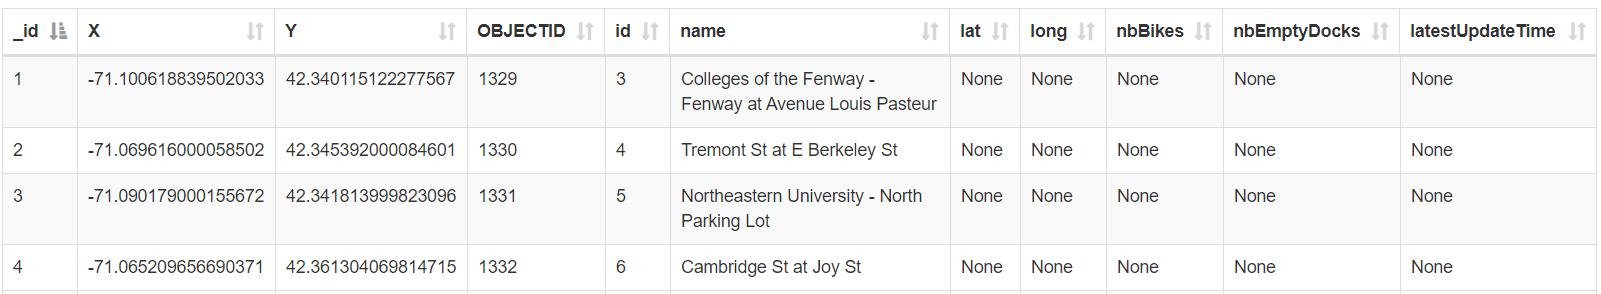 _id X Y OBJECTID id name lat long nbBikes nbEmptyDocks latestUpdateTime
1 -71.100618839502033 42.340115122277567 1329 3 Colleges of the Fenway - None None None None None
Fenway at Avenue Louis Pasteur
2 -71.069616000058502 42.345392000084601 1330 4 Tremont St at E Berkeley St None None None None None
3 -71.090179000155672 42.341813999823096 1331 5 Northeastern University - North None None None None None
Parking Lot
4 -71.065209656690371 42.361304069814715 1332 6 Cambridge St at Joy St None None None None None